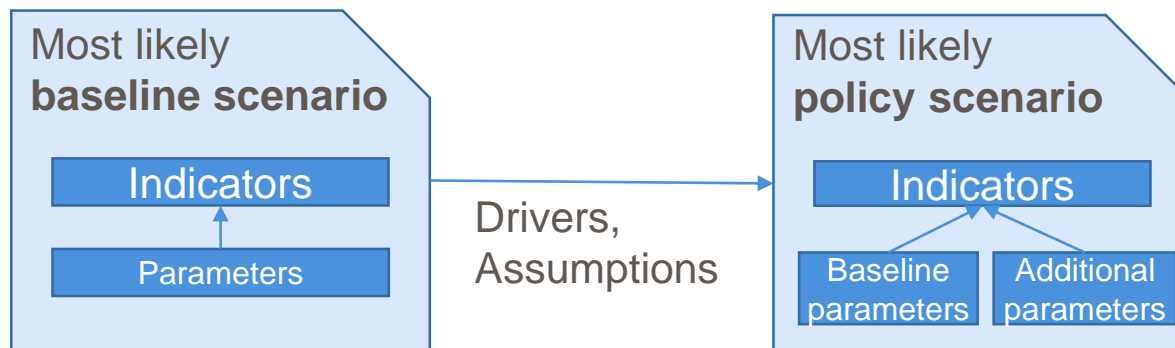 Most likely
baseline scenario
Indicators
Parameters
Drivers,
Assumptions
Most likely
policy scenario
Indicators
Baseline
parameters
Additional
parameters